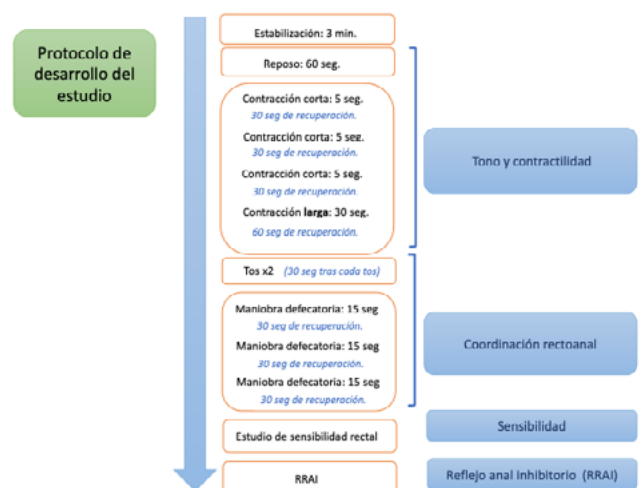 Protocolo de
desarrollo del
estudio
Estabilización: 3 min.
Reposo: 60 seg.
Contracción corta: 5 seg.
30 seg de recuperación.
Contracción corta: 5 seg.
30 seg de recuperación.
Contracción corta: 5 seg.
30 seg de recuperación.
Contracción larga: 30 seg.
60 seg de recuperación.
Tono y contractilidad
Tos x2 (30 seg tras cada tos)
Maniobra defecatoria: 15 seg
30 seg de recuperación.
Maniobra defecatoria: 15 seg
30 seg de recuperación.
Maniobra defecatoria: 15 seg
30 seg de recuperación.
Coordinación rectoanal
Estudio de sensibilidad rectal
Sensibilidad
RRAI
Reflejo anal inhibitorio (RRAI)